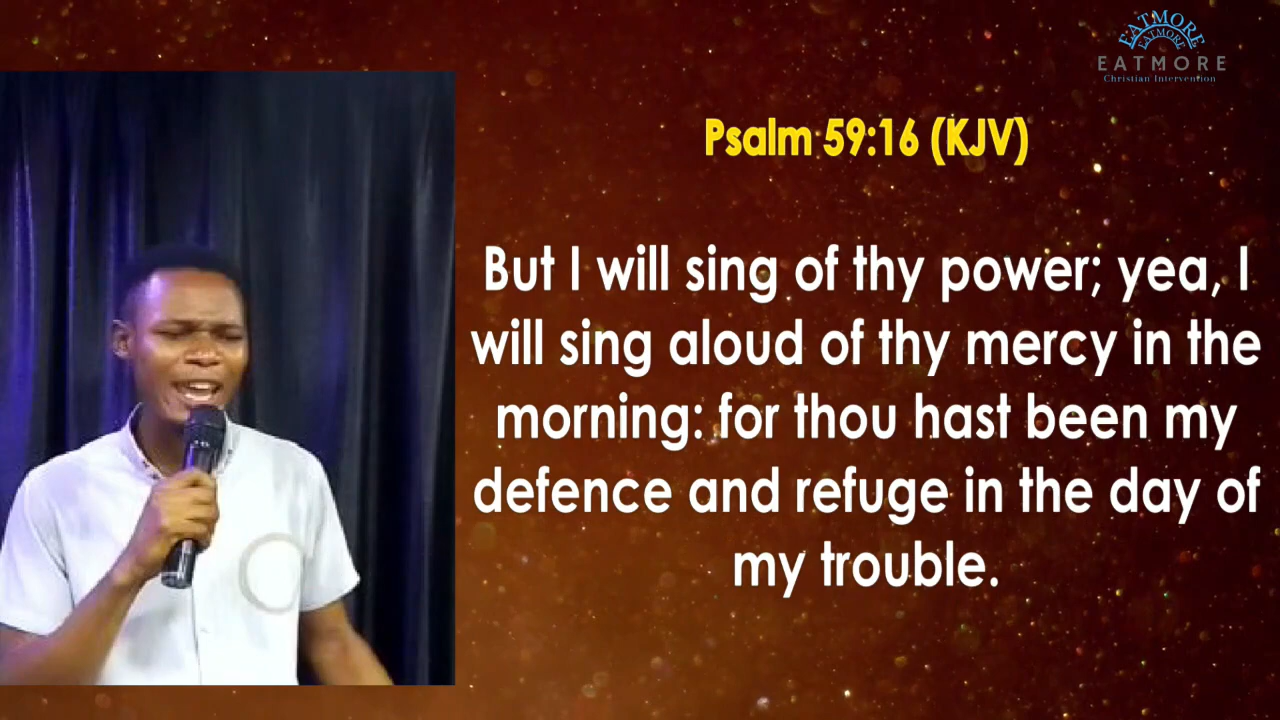 EATMORE
EATMORE
EATMORE
Christian Intervention
Psalm 59:16 (KJV)
But I will sing of thy power; yea, I
will sing aloud of thy mercy in the
morning: for thou hast been my
defence and refuge in the day of
my trouble.